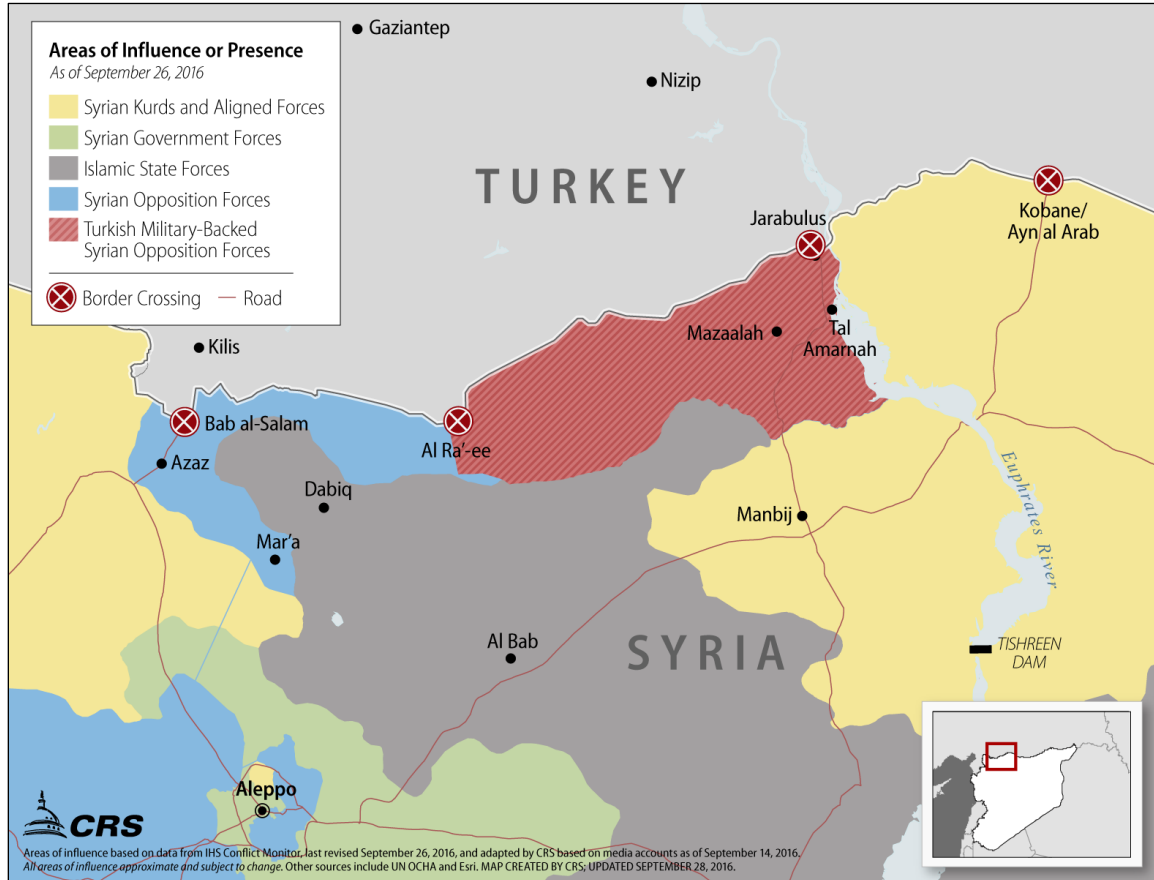 Areas of Influence or Presence
As of September 26, 2016
Syrian Kurds and Aligned Forces
Syrian Government Forces
Islamic State Forces
Syrian Opposition Forces
Turkish Military-Backed
Syrian Opposition Forces
Border Crossing
Road
Gaziantep
Nizip
TURKEY
Jarabulus
Kobane/
Ayn al Arab
Mazaalah
Tal
Amarnah
Kilis
Bab al-Salam
Al Ra'-ee
Azaz
Dabiq
Manbij
Euphrates River
Mar'a
Al Bab
SYRIA
TISHREEN
DAM
Aleppo
CRS
Areas of influence based on data from IHS Conflict Monitor, last revised September 26, 2016, and adapted by CRS based on media accounts as of September 14, 2016.
All areas of influence approximate and subject to change. Other sources include UN OCHA and Esri. MAP CREATED BY CRS; UPDATED SEPTEMBER 28, 2016.